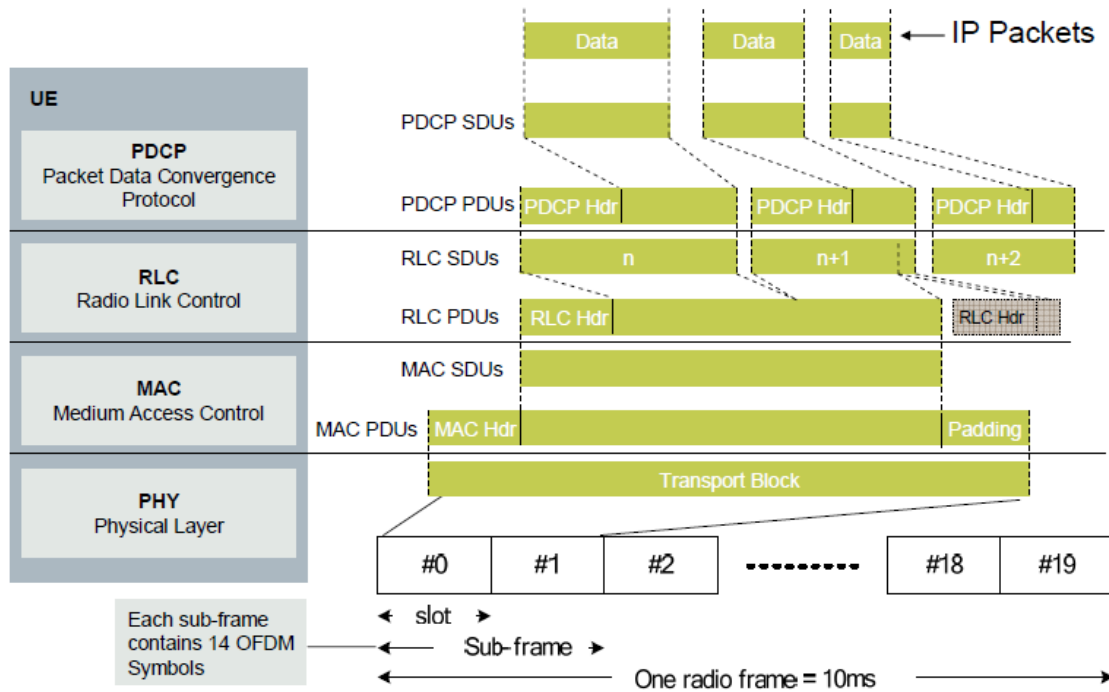 Data
Data
Data
IP Packets
UE
PDCP SDUs
PDCP
Packet Data Convergence
Protocol
PDCP PDUs
PDCP Hdr
PDCP Hdr
PDCP Hdr
RLC SDUs
n
n+1
n+2
RLC
Radio Link Control
RLC PDUs
RLC Hdr
RLC Hdr
MAC SDUs
MAC
Medium Access Control
MAC PDUs
MAC Hdr
Padding
Transport Block
PHY
Physical Layer
#0
#1
#2
#18
#19
Each sub-frame
contains 14 OFDM
Symbols
slot
Sub-frame
One radio frame = 10ms